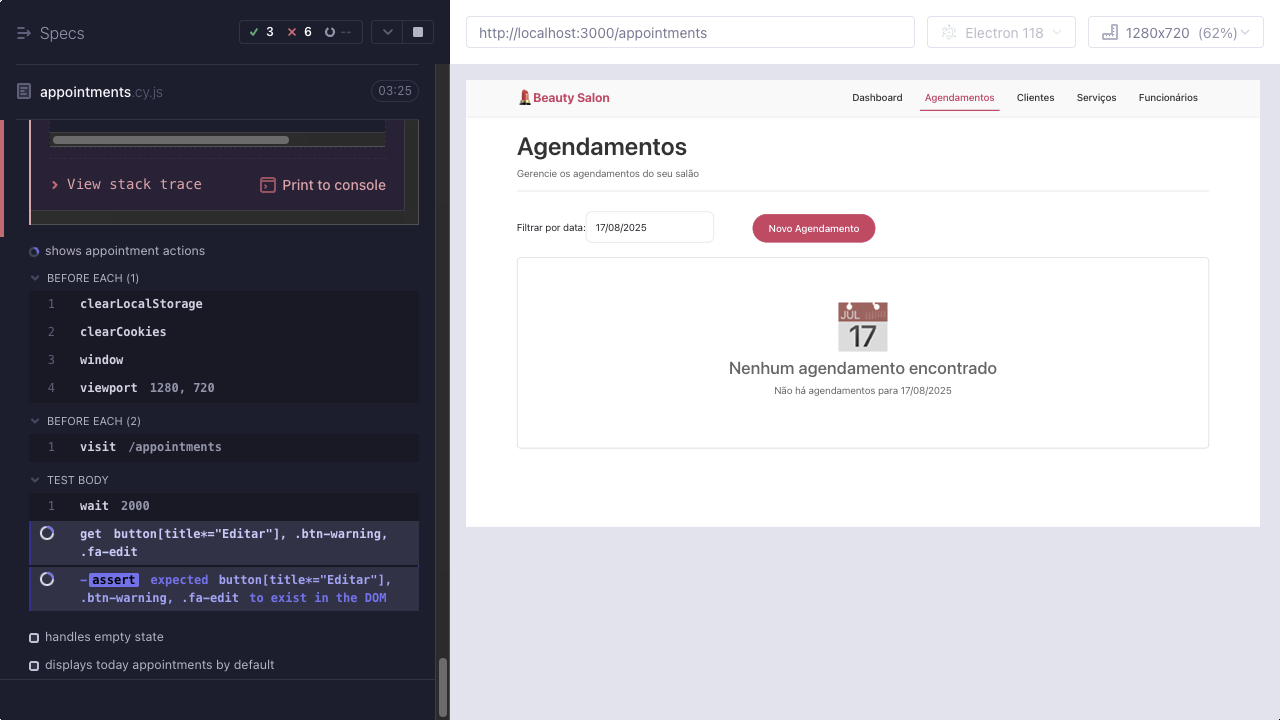 Specs
3 6 --
appointments.cy.js
03:25
View stack trace
Print to console
shows appointment actions
BEFORE EACH (1)
1 clearLocalStorage
2 clearCookies
3 window
4 viewport 1280, 720
BEFORE EACH (2)
1 visit /appointments
TEST BODY
1 wait 2000
get button[title*="Editar"], .btn-warning,
.fa-edit
-assert expected button[title*="Editar"],
.btn-warning, .fa-edit to exist in the DOM
handles empty state
displays today appointments by default
http://localhost:3000/appointments
Electron 118
1280x720 (62%)
Beauty Salon
Dashboard
Agendamentos
Clientes
Serviços
Funcionários
Agendamentos
Gerencie os agendamentos do seu salão
Filtrar por data:
17/08/2025
Novo Agendamento
JUL
17
Nenhum agendamento encontrado
Não há agendamentos para 17/08/2025